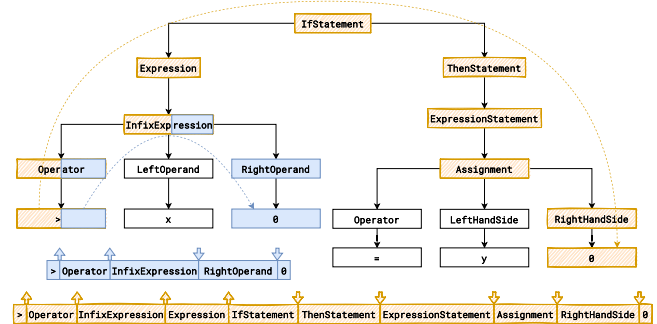 IfStatement
Expression
ThenStatement
InfixExpression
ExpressionStatement
Operator
LeftOperand
RightOperand
Assignment
>
x
0
Operator
LeftHandSide
RightHandSide
=
y
0
> Operator InfixExpression RightOperand 0
> Operator InfixExpression Expression IfStatement ThenStatement ExpressionStatement Assignment RightHandSide 0